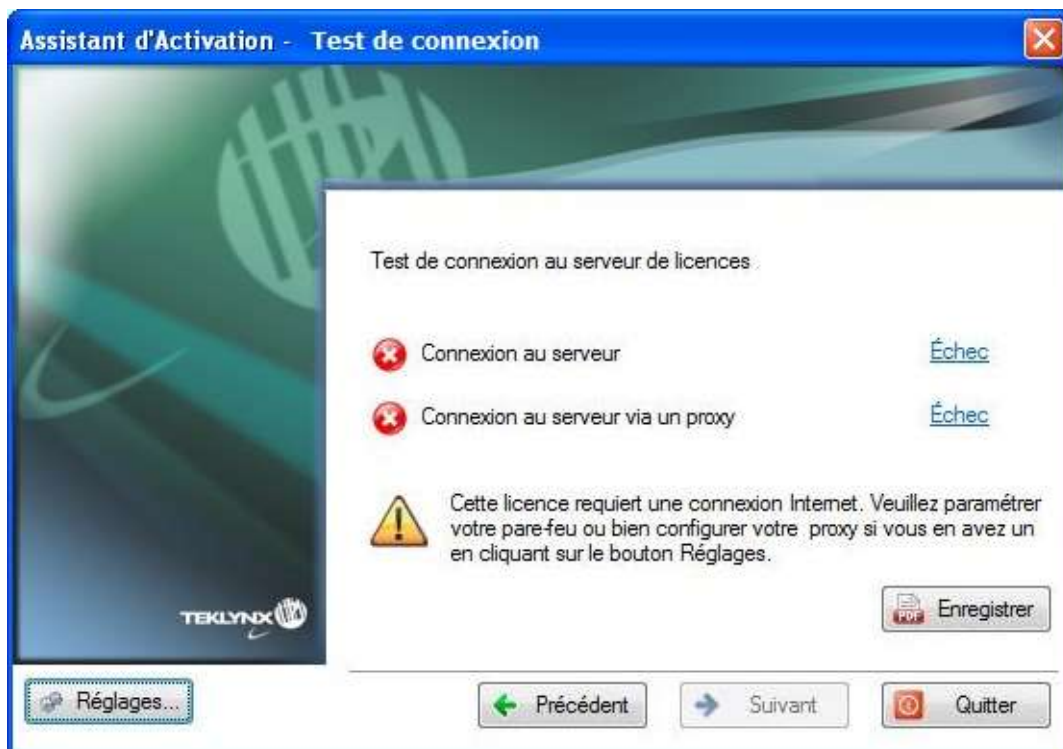 Assistant d'Activation - Test de connexion
Test de connexion au serveur de licences
Connexion au serveur Échec
Connexion au serveur via un proxy Échec
Cette licence requiert une connexion Internet. Veuillez paramétrer
votre pare-feu ou bien configurer votre proxy si vous en avez un
en cliquant sur le bouton Réglages.
TEKLYNX
PDF Enregistrer
Réglages... Précédent Suivant Quitter